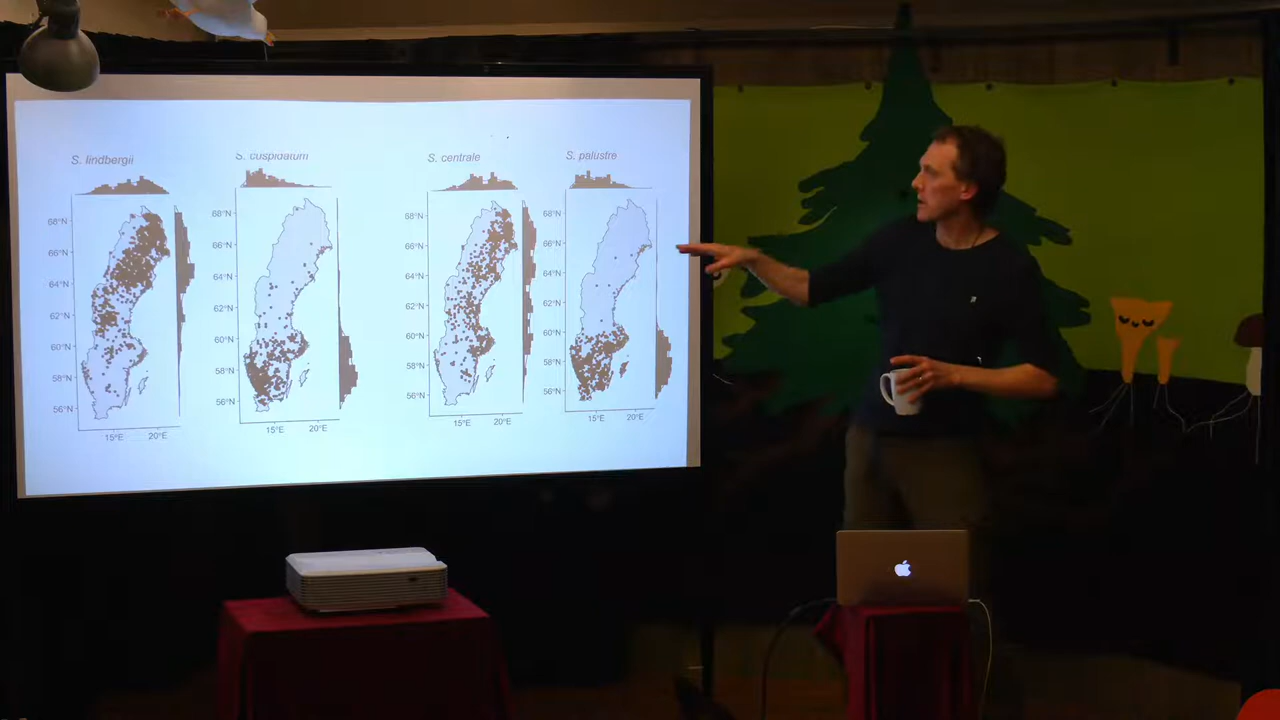 S. lindbergii
68°N
66°N
64°N
62°N
60°N
58°N
56°N
15°E 20°E
S. cuspidatum
68°N
66°N
64°N
62°N
60°N
58°N
56°N
15°E 20°E
S. centrale
68°N
66°N
64°N
62°N
60°N
58°N
56°N
15°E 20°E
S. palustre
68°N
66°N
64°N
62°N
60°N
58°N
56°N
15°E 20°E